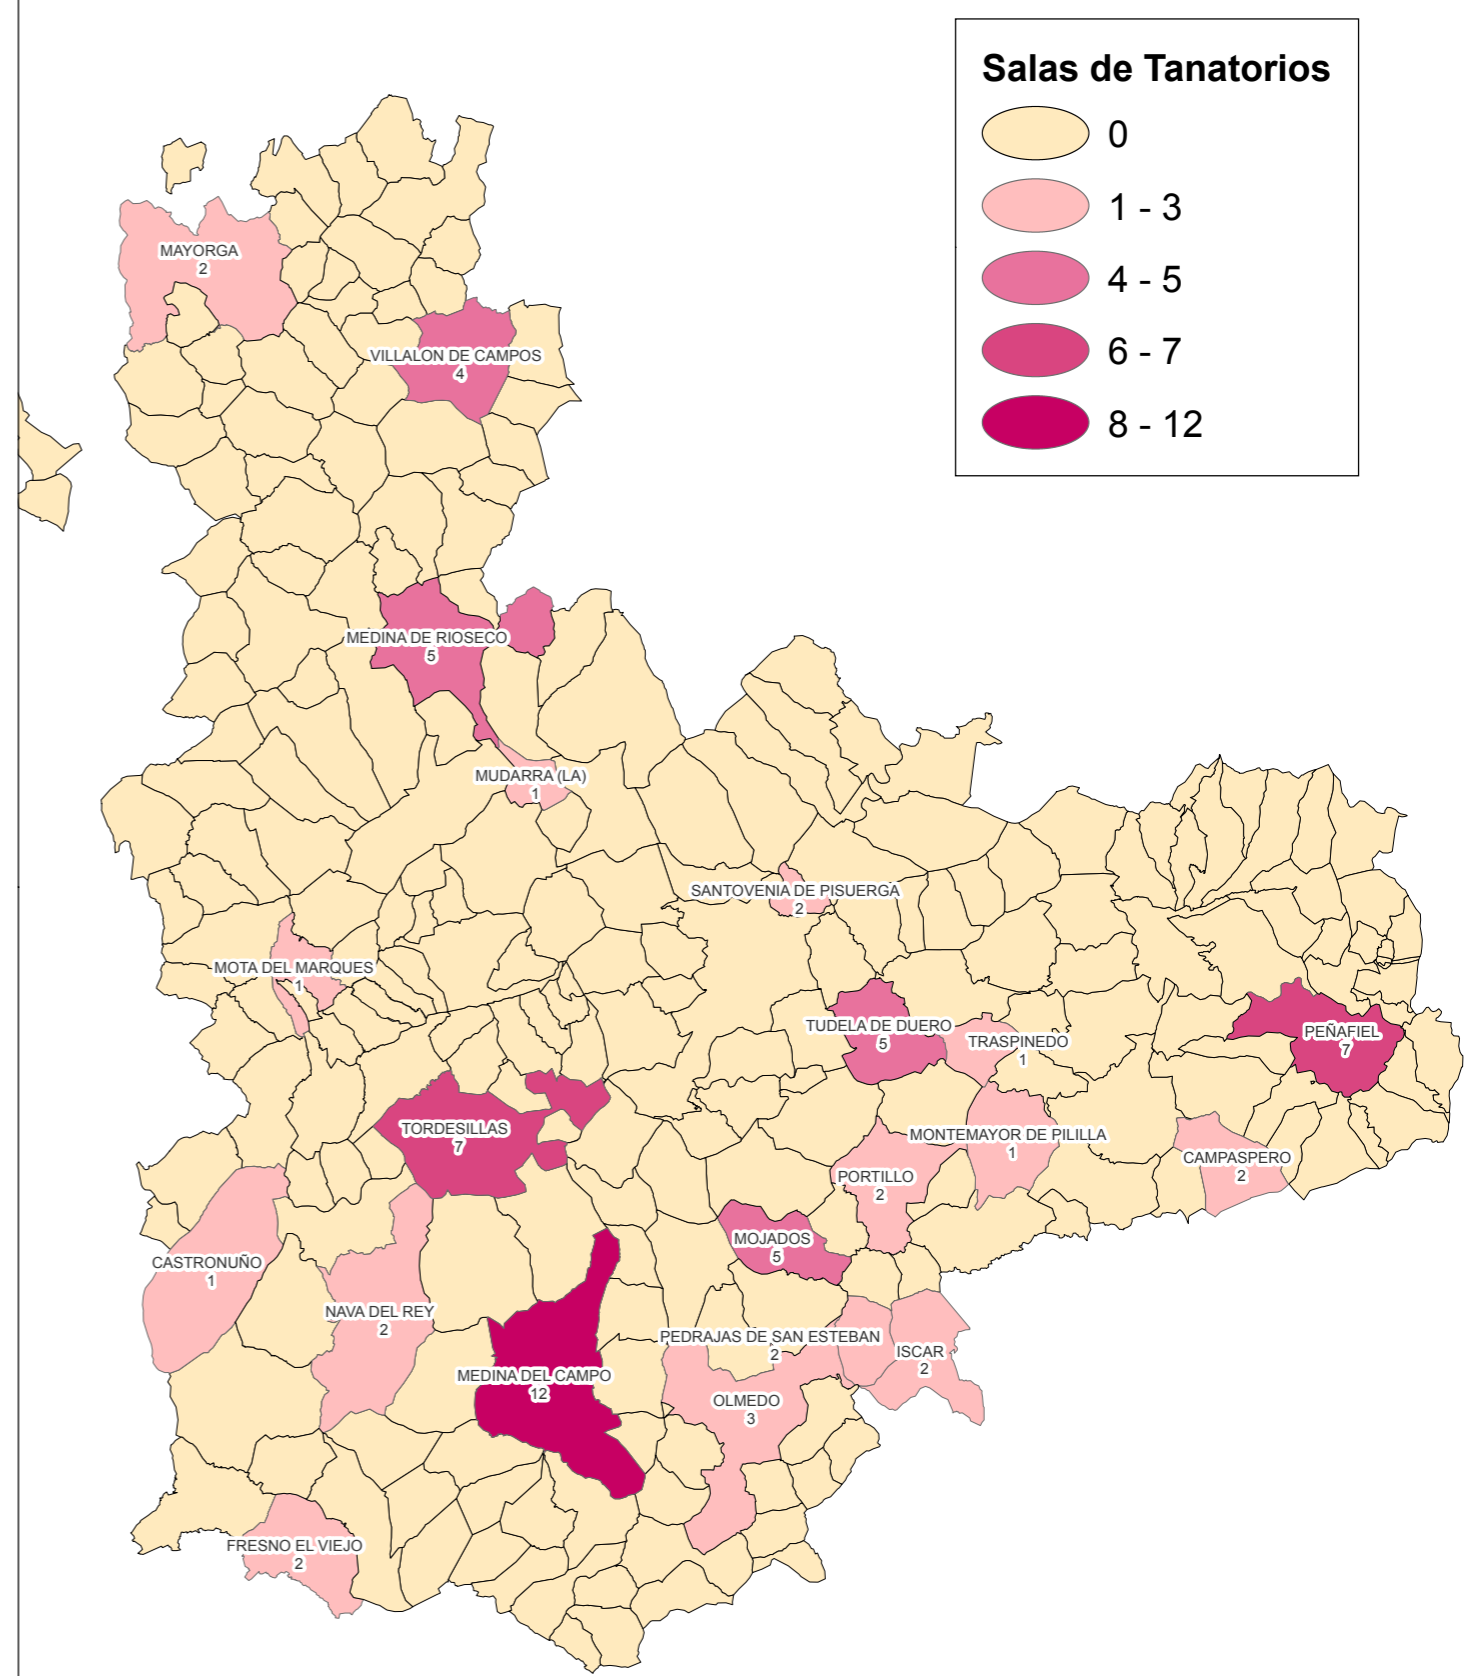 Salas de Tanatorios
0
1 - 3
4 - 5
6 - 7
8 - 12
MAYORGA
2
VILLALON DE CAMPOS
4
MEDINA DE RIOSECO
5
MUDARRA (LA)
1
SANTOVENIA DE PISUERGA
2
MOTA DEL MARQUES
1
TUDELA DE DUERO
5
TRASPINEDO
1
PEÑAFIEL
7
TORDESILLAS
7
MONTEMAYOR DE PILILLA
1
CAMPASPERO
2
PORTILLO
2
MOJADOS
5
CASTRONUÑO
1
NAVA DEL REY
2
PEDRAJAS DE SAN ESTEBAN
2
ISCAR
2
MEDINA DEL CAMPO
12
OLMEDO
3
FRESNO EL VIEJO
2